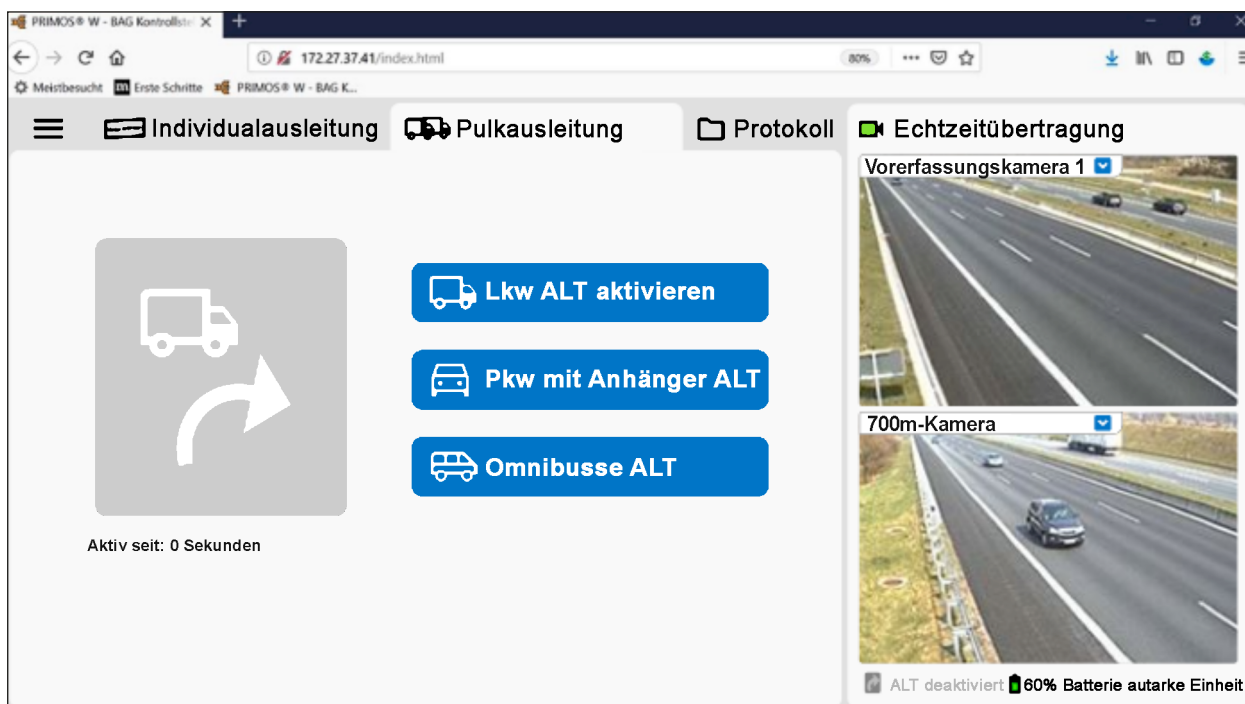 PRIMOS® W - BAG Kontrollste
172.27.37.41/index.html
80%
Meistbesucht
m Erste Schritte
PRIMOS® W - BAG K...
Individualausleitung
Pulkausleitung
Protokoll
Echtzeitübertragung
Vorerfassungskamera 1
Lkw ALT aktivieren
Pkw mit Anhänger ALT
Omnibusse ALT
Aktiv seit: 0 Sekunden
700m-Kamera
ALT deaktiviert
60% Batterie autarke Einheit